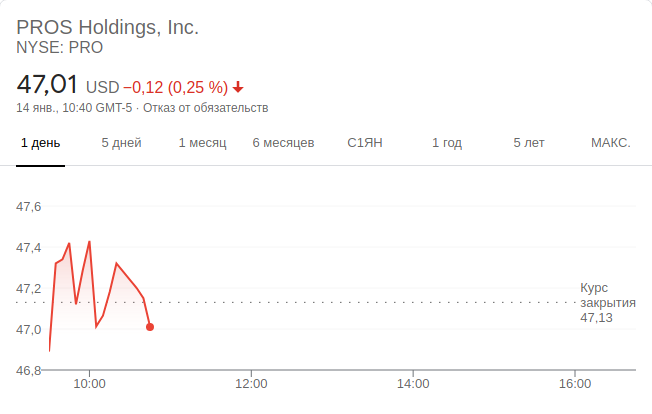 PROS Holdings, Inc.
NYSE: PRO
47,01 USD −0,12 (0,25 %)
14 янв., 10:40 GMT-5 · Отказ от обязательств
1 день 5 дней 1 месяц 6 месяцев С1ЯН 1 год 5 лет МАКС.
47,6
47,4
47,2
47,0
46,8
Курс
закрытия
47,13
10:00 12:00 14:00 16:00